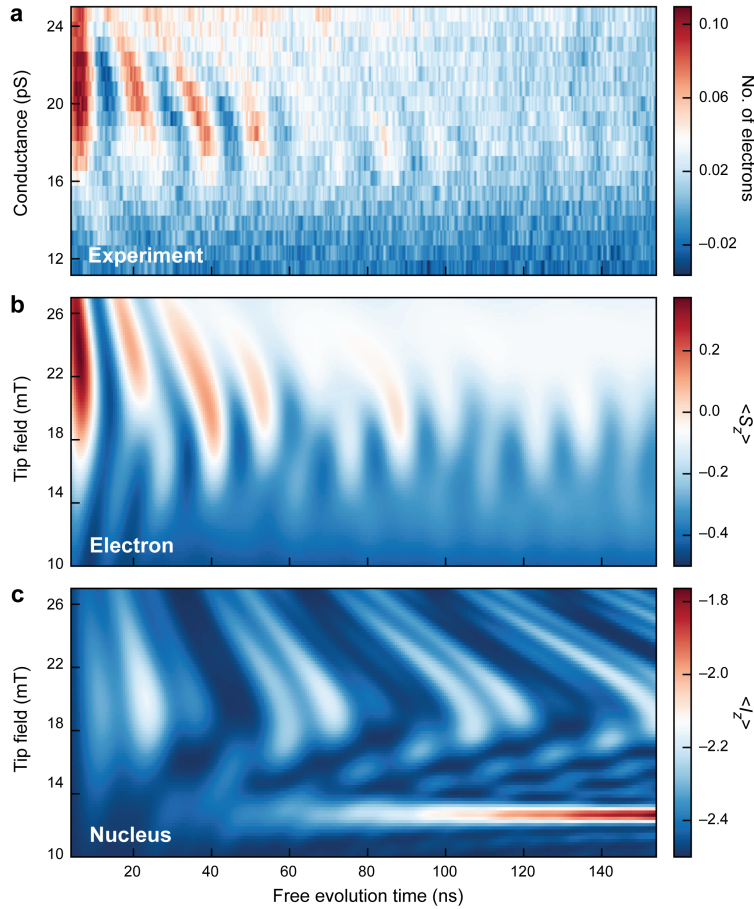 a
24
20
16
12
Conductance (pS)
Experiment
0.10
0.06
0.02
−0.02
No. of electrons
b
26
22
18
14
10
Tip field (mT)
Electron
0.2
0.0
−0.2
−0.4
<S_z>
c
26
22
18
14
10
Tip field (mT)
Nucleus
−1.8
−2.0
−2.2
−2.4
<I_z>
20 40 60 80 100 120 140
Free evolution time (ns)